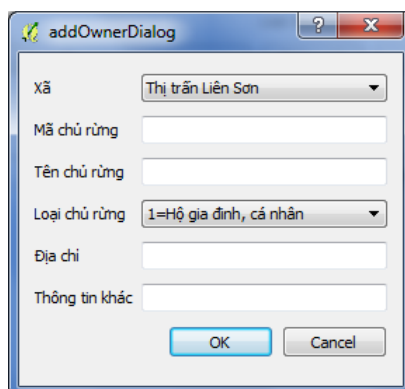 addOwnerDialog
Xã Thị trấn Liên Sơn
Mã chủ rừng
Tên chủ rừng
Loại chủ rừng 1=Hộ gia đình, cá nhân
Địa chỉ
Thông tin khác
OK Cancel